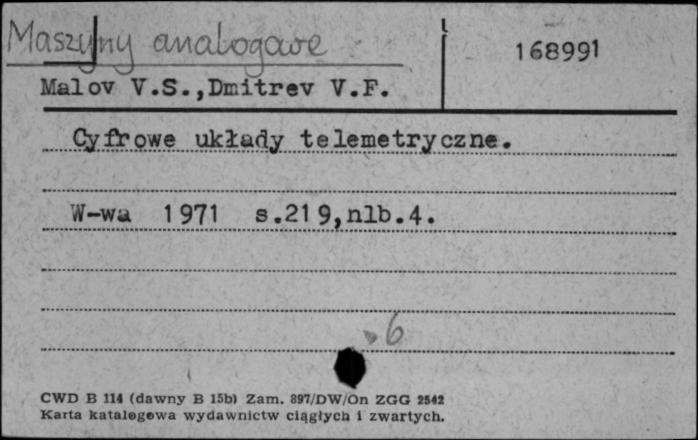 Maszyny analogowe
168991
Malov V.S.,Dmitrev V.F.
Cyfrowe układy telemetryczne.
W-wa 1971 s.219,nlb.4.
6
CWD B 114 (dawny B 15b) Zam. 897/DW/On ZGG 2542
Karta katalogowa wydawnictw ciągłych i zwartych.